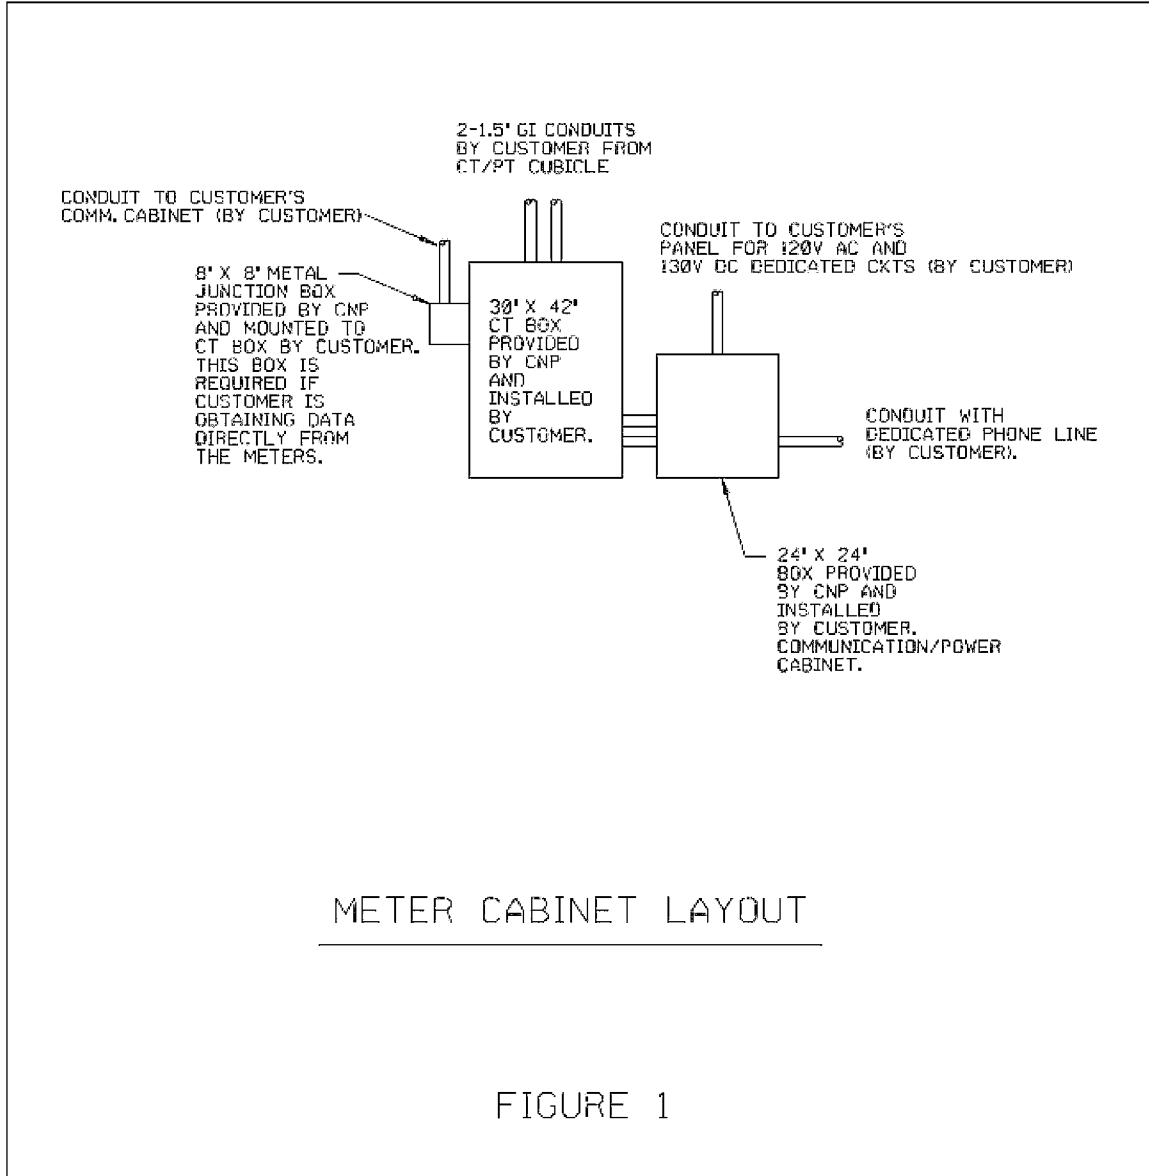 2-1.5" GI CONDUITS
BY CUSTOMER FROM
CT/PT CUBICLE
CONDUIT TO CUSTOMER'S
COMM. CABINET (BY CUSTOMER)
CONDUIT TO CUSTOMER'S
PANEL FOR 120V AC AND
130V DC DEDICATED CKTS (BY CUSTOMER)
8" X 8" METAL
JUNCTION BOX
PROVIDED BY CNP
AND MOUNTED TO
CT BOX BY CUSTOMER.
THIS BOX IS
REQUIRED IF
CUSTOMER IS
OBTAINING DATA
DIRECTLY FROM
THE METERS.
30" X 42"
CT BOX
PROVIDED
BY CNP
AND
INSTALLED
BY
CUSTOMER.
CONDUIT WITH
DEDICATED PHONE LINE
(BY CUSTOMER).
24" X 24"
BOX PROVIDED
BY CNP AND
INSTALLED
BY CUSTOMER.
COMMUNICATION/POWER
CABINET.
METER CABINET LAYOUT
FIGURE 1